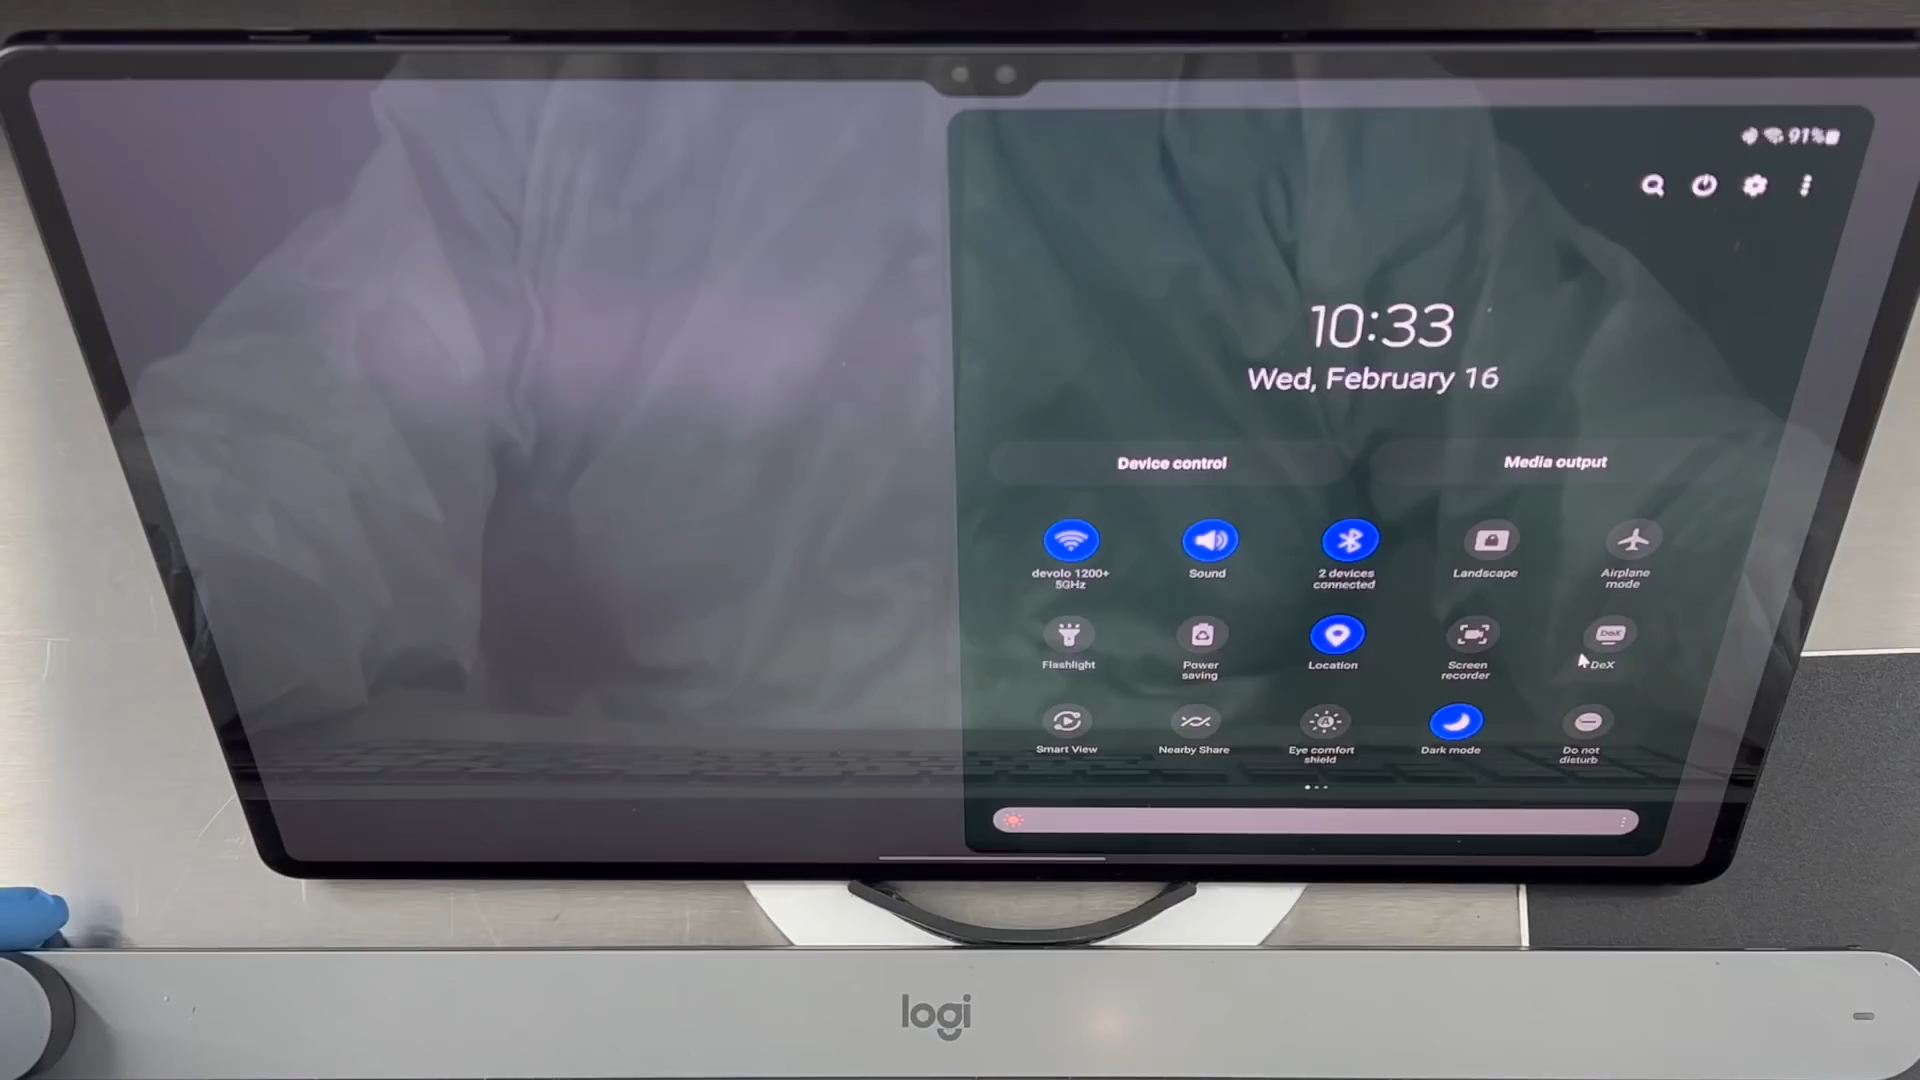 91%
10:33
Wed, February 16
Device control
Media output
devolo 1200+
5GHz
Sound
2 devices
connected
Landscape
Airplane
mode
DeX
Flashlight
Power
saving
Location
Screen
recorder
DeX
Smart View
Nearby Share
Eye comfort
shield
Dark mode
Do not
disturb
logi